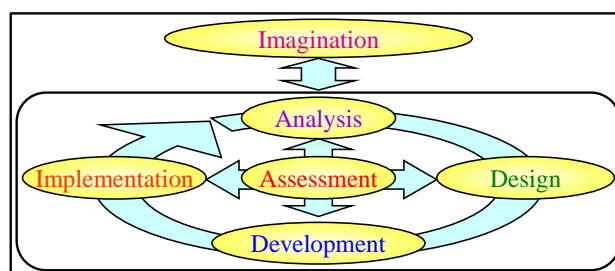 Imagination
Analysis
Implementation
Assessment
Design
Development